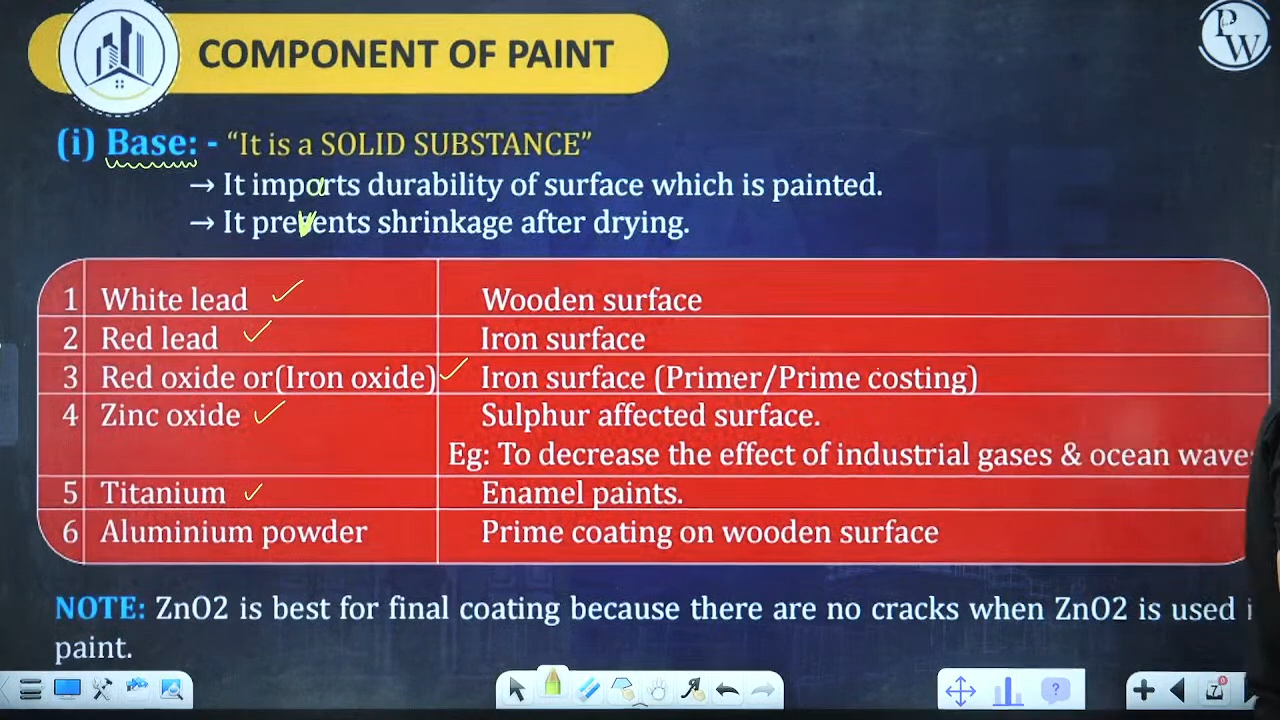 COMPONENT OF PAINT
PW
(i) Base: - “It is a SOLID SUBSTANCE”
→ It imparts durability of surface which is painted.
→ It prevents shrinkage after drying.
1 White lead Wooden surface
2 Red lead Iron surface
3 Red oxide or(Iron oxide) Iron surface (Primer/Prime costing)
4 Zinc oxide Sulphur affected surface.
Eg: To decrease the effect of industrial gases & ocean wave
5 Titanium Enamel paints.
6 Aluminium powder Prime coating on wooden surface
NOTE: ZnO2 is best for final coating because there are no cracks when ZnO2 is used i
paint.
7